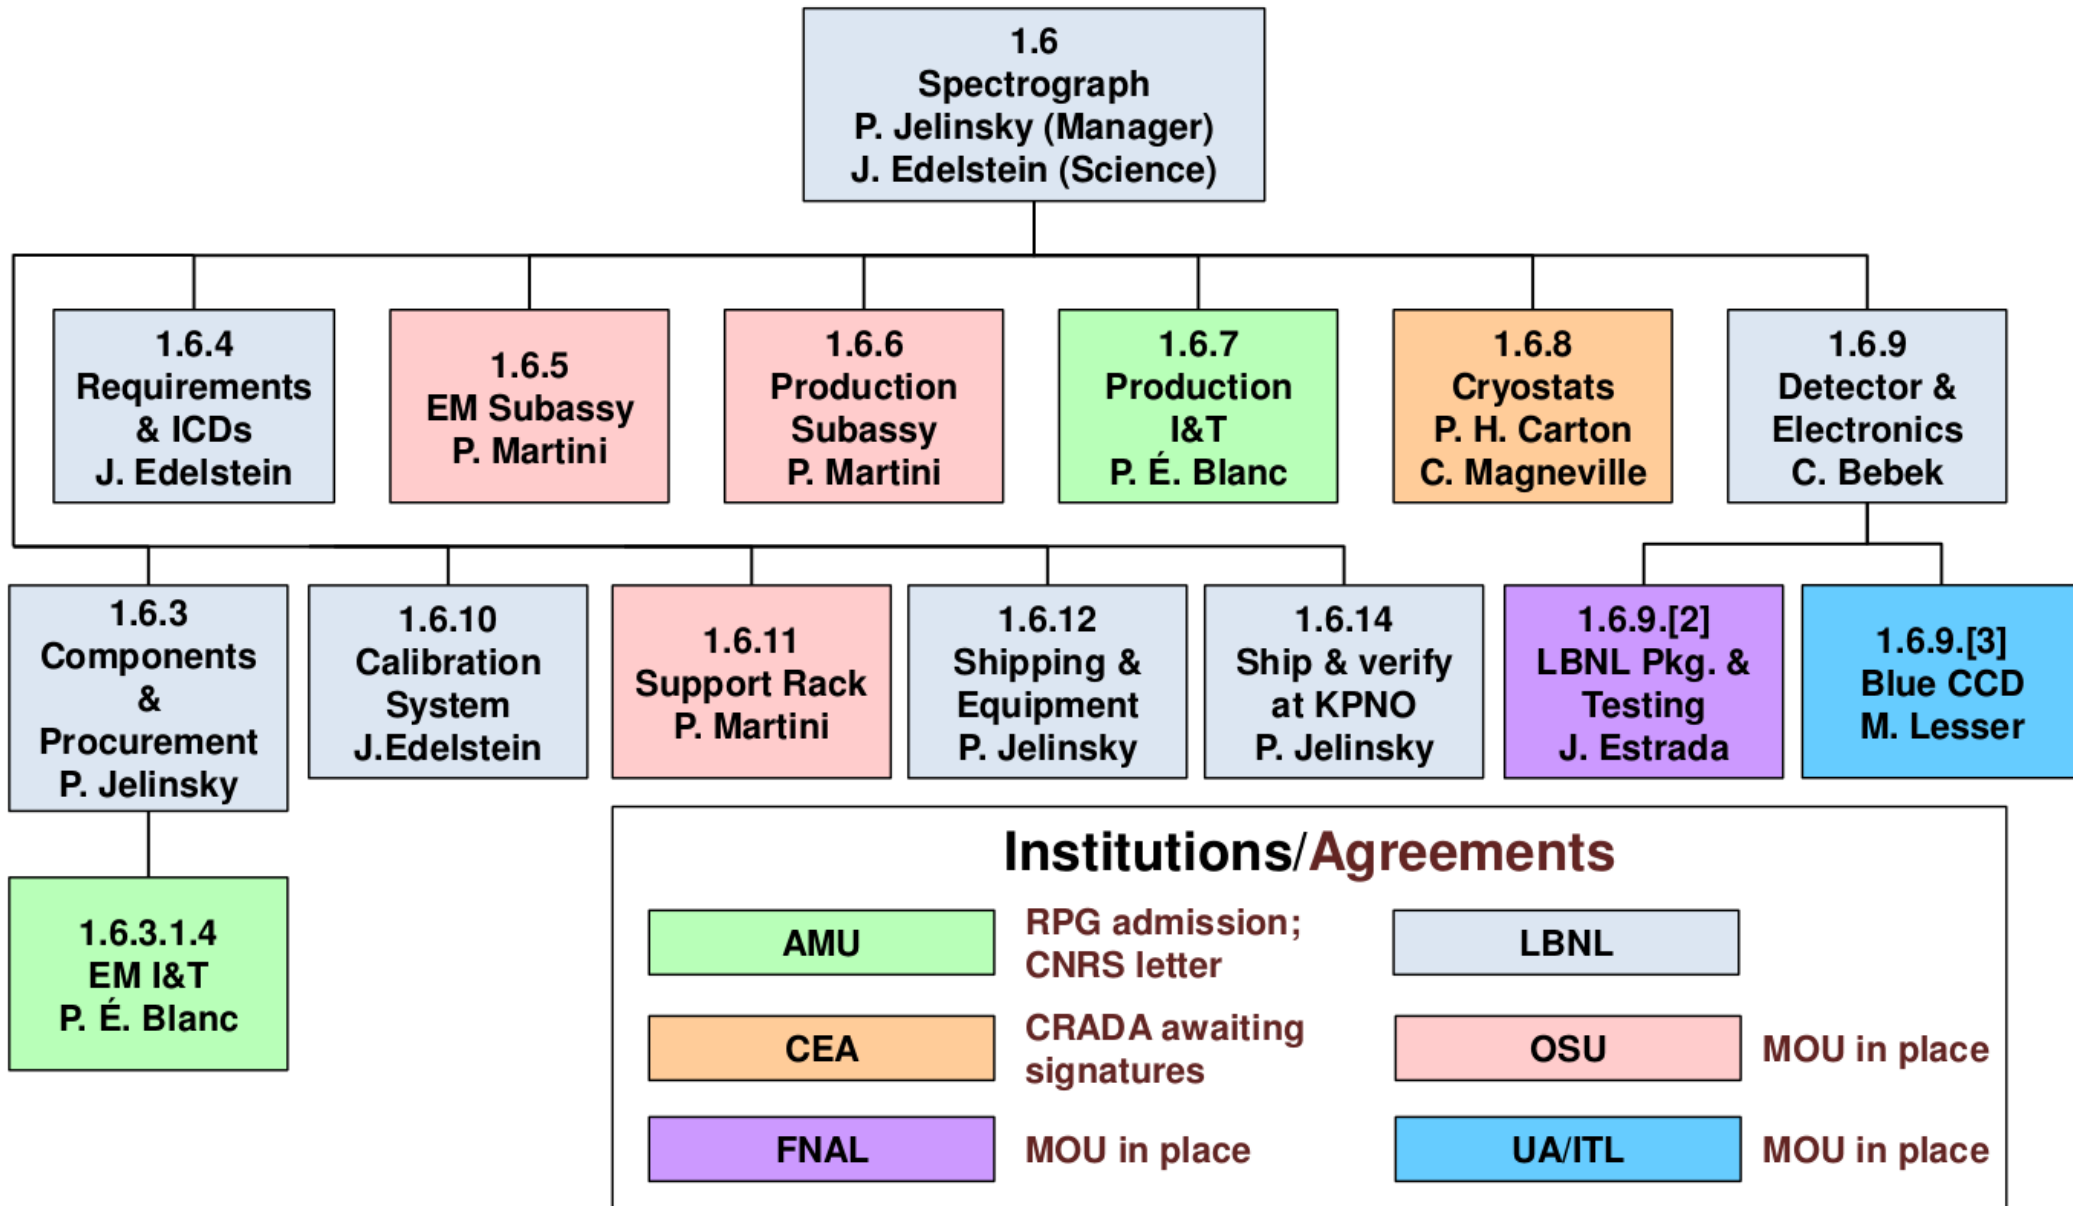 1.6
Spectrograph
P. Jelinsky (Manager)
J. Edelstein (Science)
1.6.4
Requirements
& ICDs
J. Edelstein
1.6.5
EM Subassy
P. Martini
1.6.6
Production
Subassy
P. Martini
1.6.7
Production
I&T
P. É. Blanc
1.6.8
Cryostats
P. H. Carton
C. Magneville
1.6.9
Detector &
Electronics
C. Bebek
1.6.3
Components
&
Procurement
P. Jelinsky
1.6.10
Calibration
System
J.Edelstein
1.6.11
Support Rack
P. Martini
1.6.12
Shipping &
Equipment
P. Jelinsky
1.6.14
Ship & verify
at KPNO
P. Jelinsky
1.6.9.[2]
LBNL Pkg. &
Testing
J. Estrada
1.6.9.[3]
Blue CCD
M. Lesser
1.6.3.1.4
EM I&T
P. É. Blanc
Institutions/Agreements
AMU
RPG admission;
CNRS letter
LBNL
CEA
CRADA awaiting
signatures
OSU
MOU in place
FNAL
MOU in place
UA/ITL
MOU in place